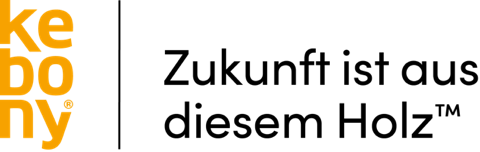 ke
bo
ny®
Zukunft ist aus
diesem Holz™